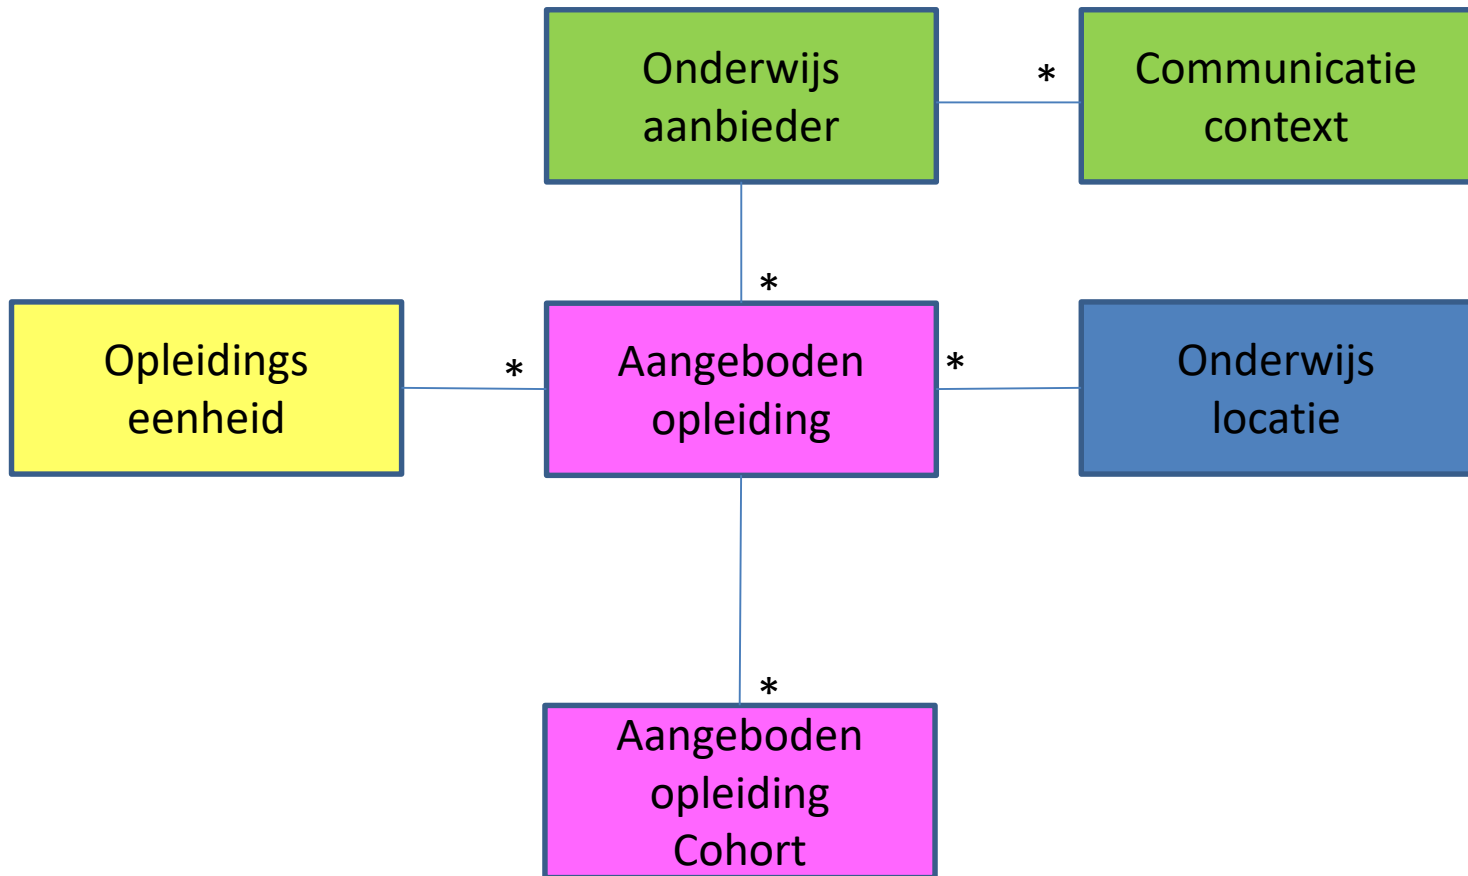 Onderwijs
aanbieder
*
Communicatie
context
*
Opleidings
eenheid
*
Aangeboden
opleiding
*
Onderwijs
locatie
*
Aangeboden
opleiding
Cohort